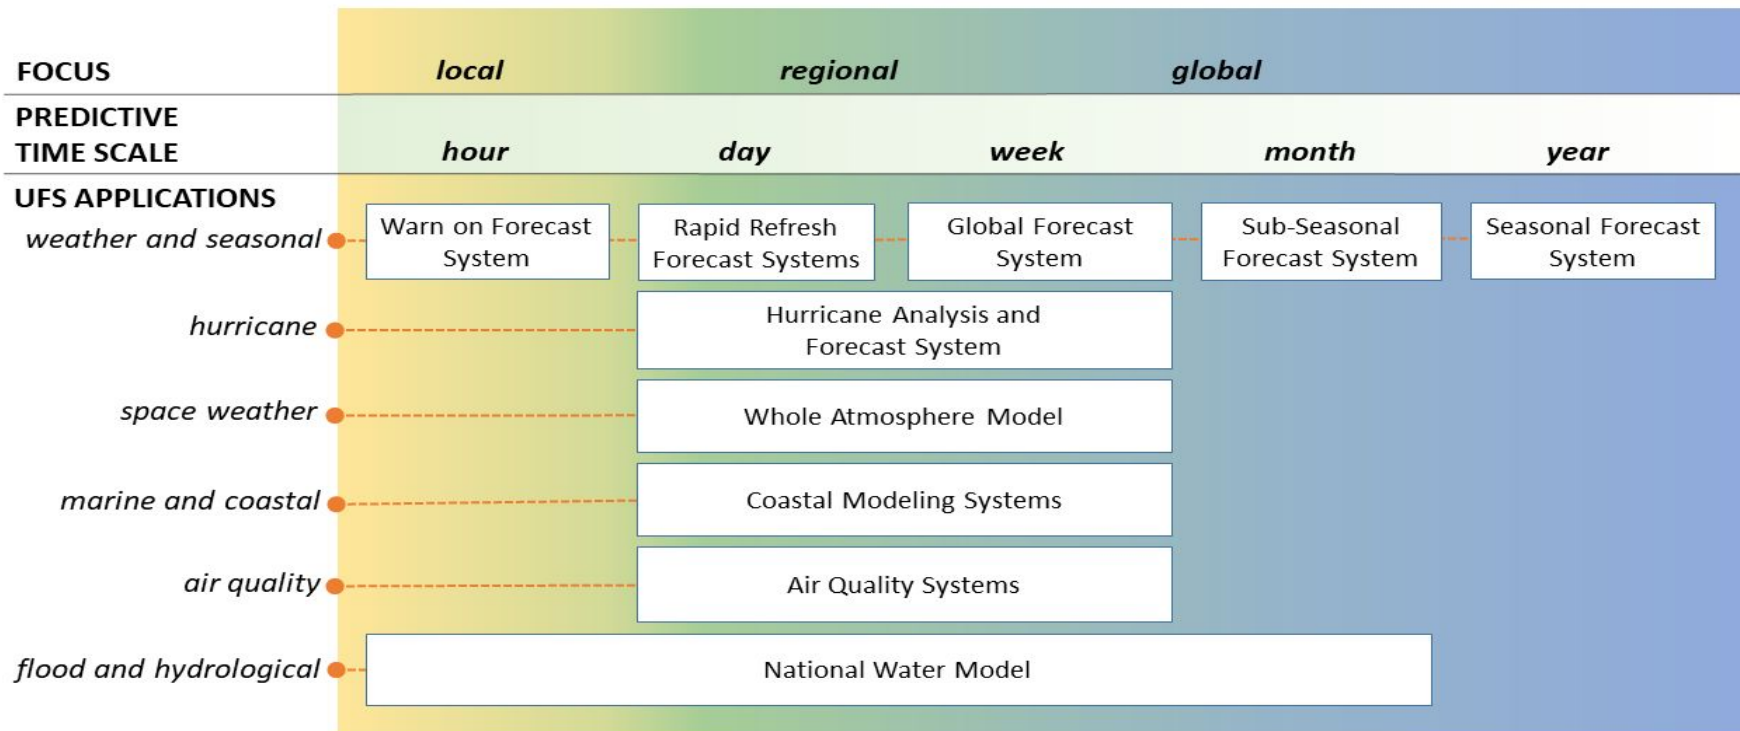 FOCUS local regional global
PREDICTIVE
TIME SCALE hour day week month year
UFS APPLICATIONS
weather and seasonal
Warn on Forecast
System
Rapid Refresh
Forecast Systems
Global Forecast
System
Sub-Seasonal
Forecast System
Seasonal Forecast
System
hurricane
Hurricane Analysis and
Forecast System
space weather
Whole Atmosphere Model
marine and coastal
Coastal Modeling Systems
air quality
Air Quality Systems
flood and hydrological
National Water Model